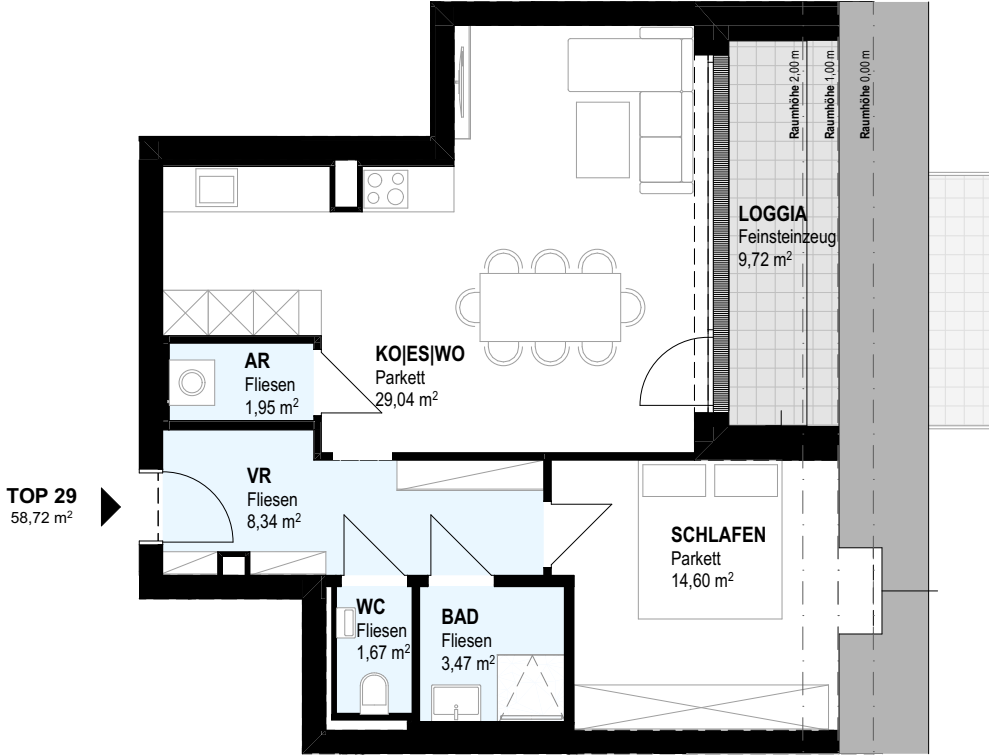 Raumhöhe 2,00 m
Raumhöhe 1,00 m
Raumhöhe 0,00 m
LOGGIA
Feinsteinzeug
9,72 m²
KO|ES|WO
Parkett
29,04 m²
AR
Fliesen
1,95 m²
VR
Fliesen
8,34 m²
TOP 29
58,72 m²
SCHLAFEN
Parkett
14,60 m²
WC
Fliesen
1,67 m²
BAD
Fliesen
3,47 m²